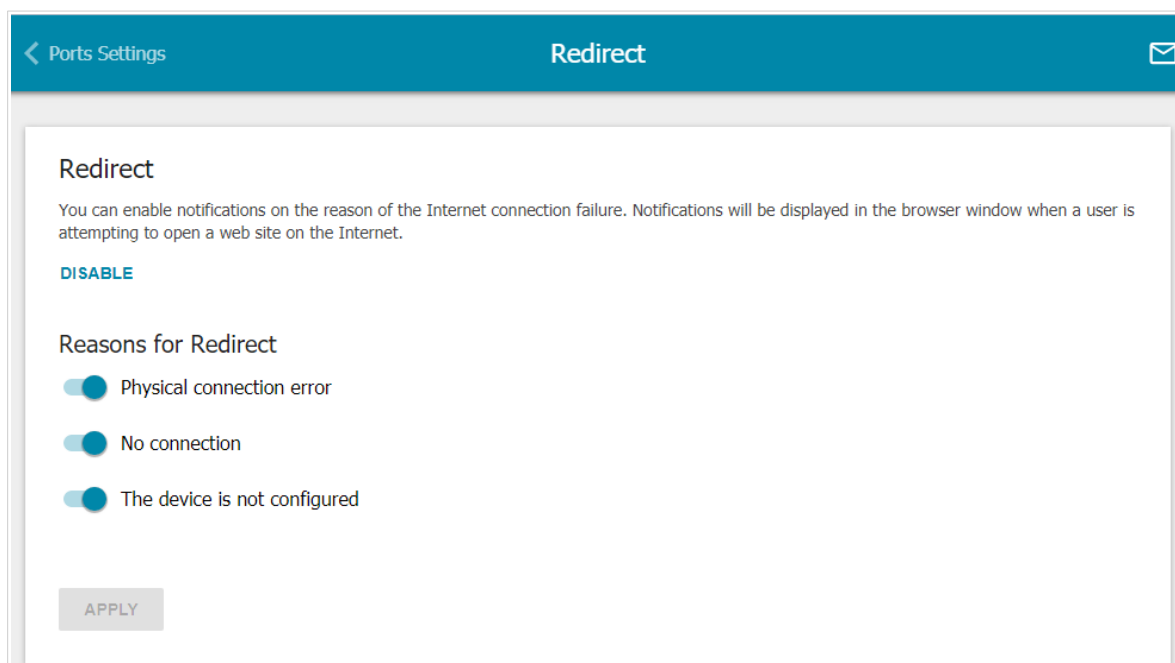 Ports Settings
Redirect
Redirect
You can enable notifications on the reason of the Internet connection failure. Notifications will be displayed in the browser window when a user is
attempting to open a web site on the Internet.
DISABLE
Reasons for Redirect
Physical connection error
No connection
The device is not configured
APPLY